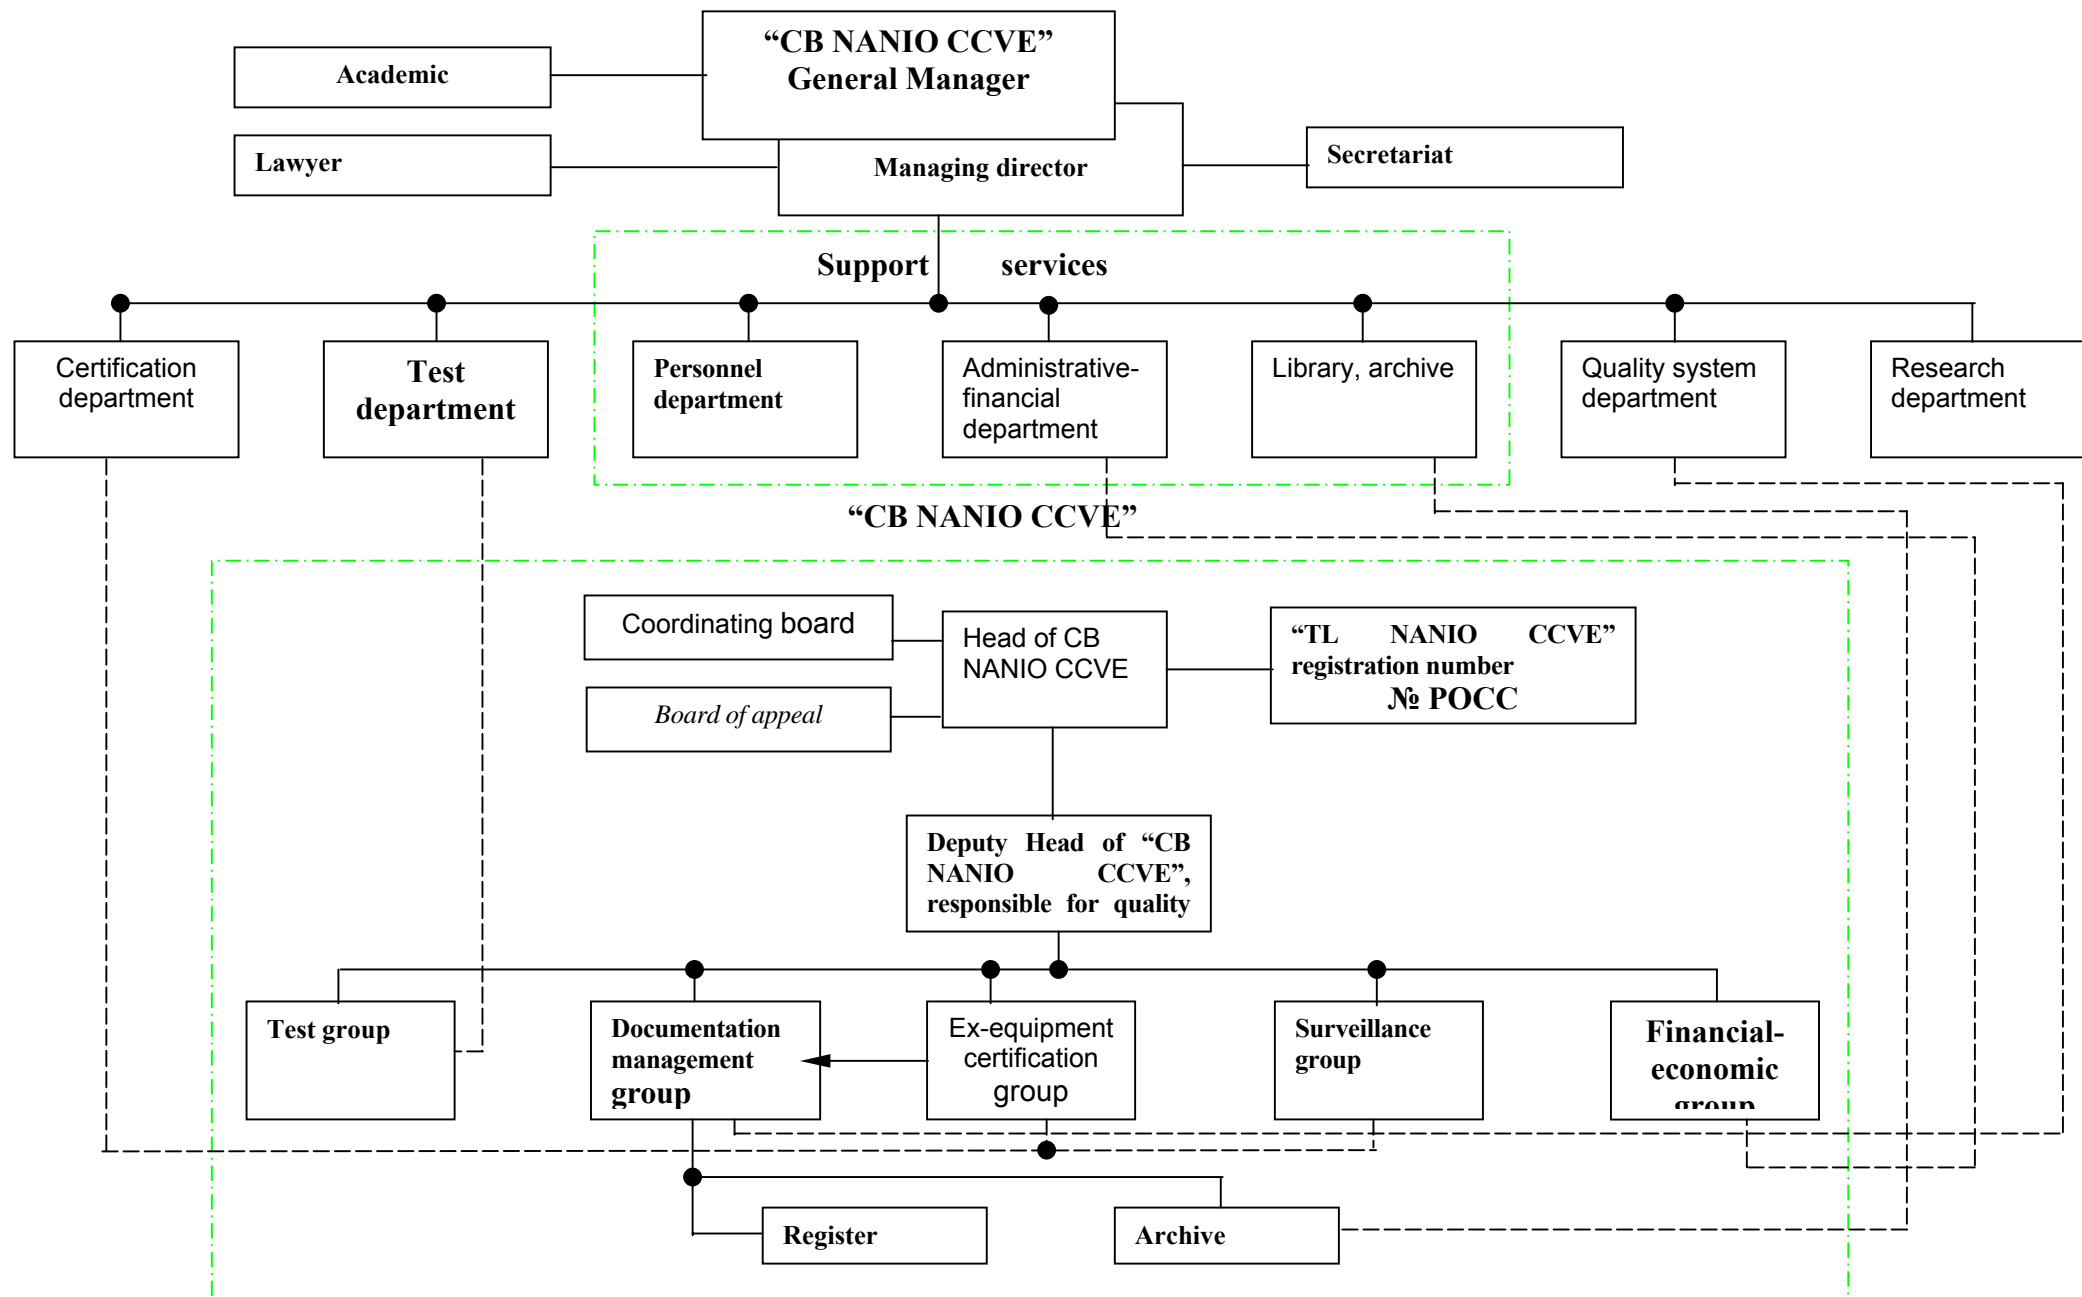 “CB NANIO CCVE”
General Manager
Academic
Lawyer
Managing director
Secretariat
Support services
Certification
department
Test
department
Personnel
department
Administrative-
financial
department
Library, archive
Quality system
department
Research
department
“CB NANIO CCVE”
Coordinating board
Board of appeal
Head of CB
NANIO CCVE
“TL NANIO CCVE”
registration number
№ POCC
Deputy Head of “CB
NANIO CCVE”,
responsible for quality
Test group
Documentation
management
group
Ex-equipment
certification
group
Surveillance
group
Financial-
economic
group
Register
Archive